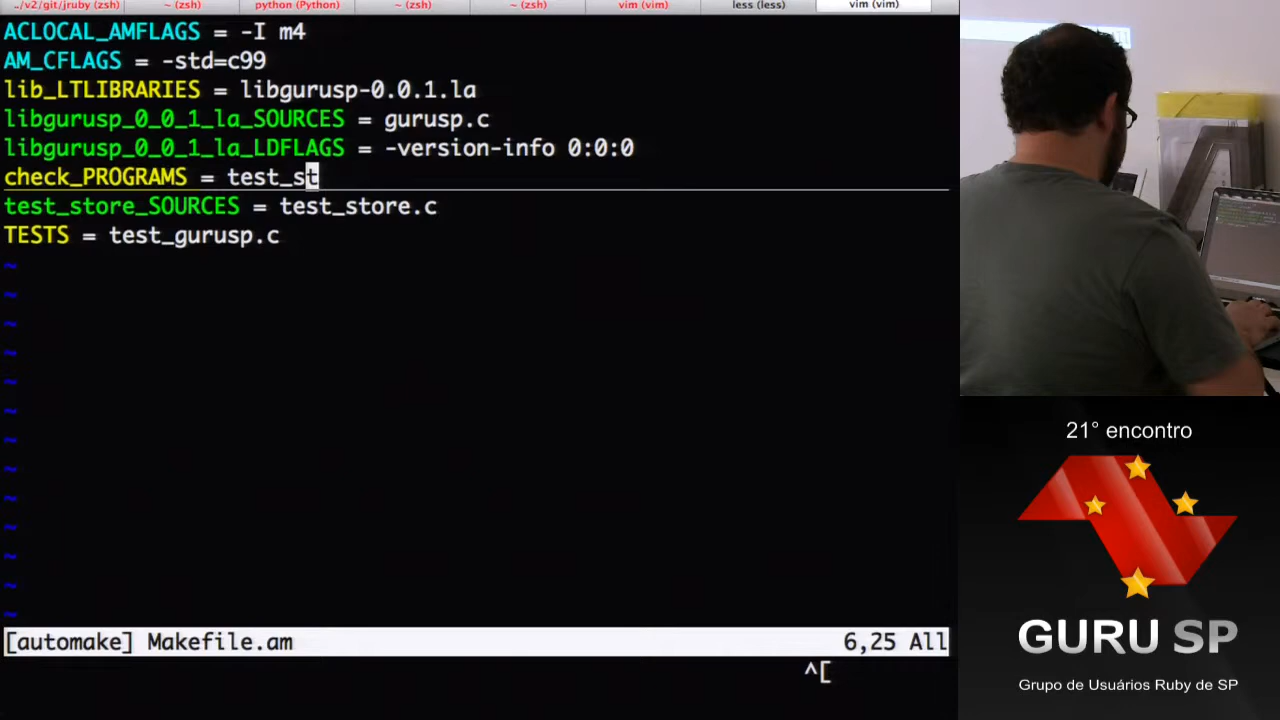 ../v2/git/jruby (zsh) ~ (zsh) python (Python) ~ (zsh) ~ (zsh) vim (vim) less (less) vim (vim)
ACLOCAL_AMFLAGS = -I m4
AM_CFLAGS = -std=c99
lib_LTLIBRARIES = libgurusp-0.0.1.la
libgurusp_0_0_1_la_SOURCES = gurusp.c
libgurusp_0_0_1_la_LDFLAGS = -version-info 0:0:0
check_PROGRAMS = test_st
test_store_SOURCES = test_store.c
TESTS = test_gurusp.c
~
~
~
~
~
~
~
~
~
~
~
~
~
[automake] Makefile.am 6,25 All
^[
21° encontro
GURU SP
Grupo de Usuários Ruby de SP